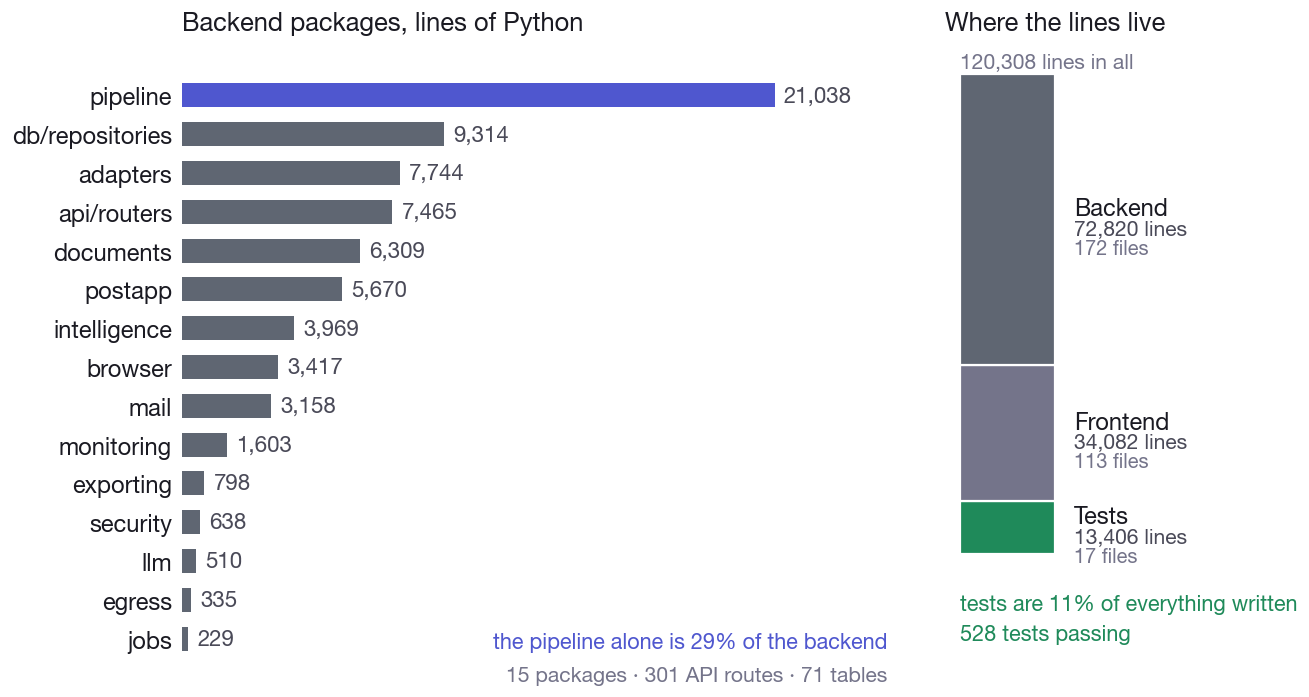 Backend packages, lines of Python
pipeline 21,038
db/repositories 9,314
adapters 7,744
api/routers 7,465
documents 6,309
postapp 5,670
intelligence 3,969
browser 3,417
mail 3,158
monitoring 1,603
exporting 798
security 638
llm 510
egress 335
jobs 229
the pipeline alone is 29% of the backend
15 packages · 301 API routes · 71 tables
Where the lines live
120,308 lines in all
Backend
72,820 lines
172 files
Frontend
34,082 lines
113 files
Tests
13,406 lines
17 files
tests are 11% of everything written
528 tests passing